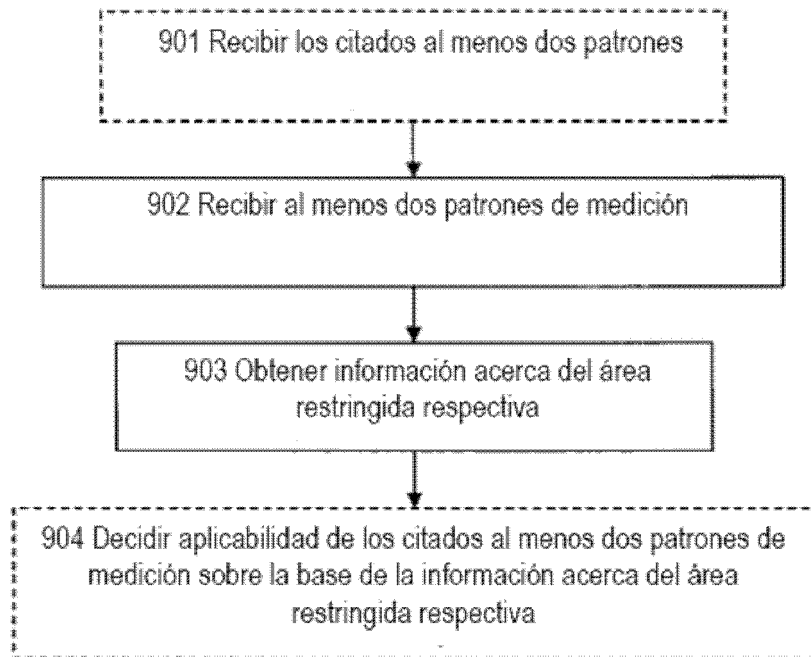 901 Recibir los citados al menos dos patrones
902 Recibir al menos dos patrones de medición
903 Obtener información acerca del área
restringida respectiva
904 Decidir aplicabilidad de los citados al menos dos patrones de
medición sobre la base de la información acerca del área
restringida respectiva